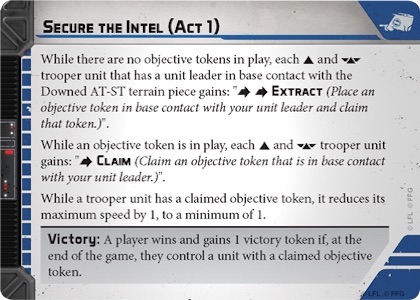 Secure the Intel (Act 1)
While there are no objective tokens in play, each ▲ and
trooper unit that has a unit leader in base contact with the
Downed AT-ST terrain piece gains: "Extract (Place an
objective token in base contact with your unit leader and claim
that token.)".
While an objective token is in play, each ▲ and trooper unit
gains: "Claim (Claim an objective token that is in base contact
with your unit leader.)".
While a trooper unit has a claimed objective token, it reduces its
maximum speed by 1, to a minimum of 1.
Victory: A player wins and gains 1 victory token if, at the
end of the game, they control a unit with a claimed objective
token.
© LFL © FFG
© LFL © FFG